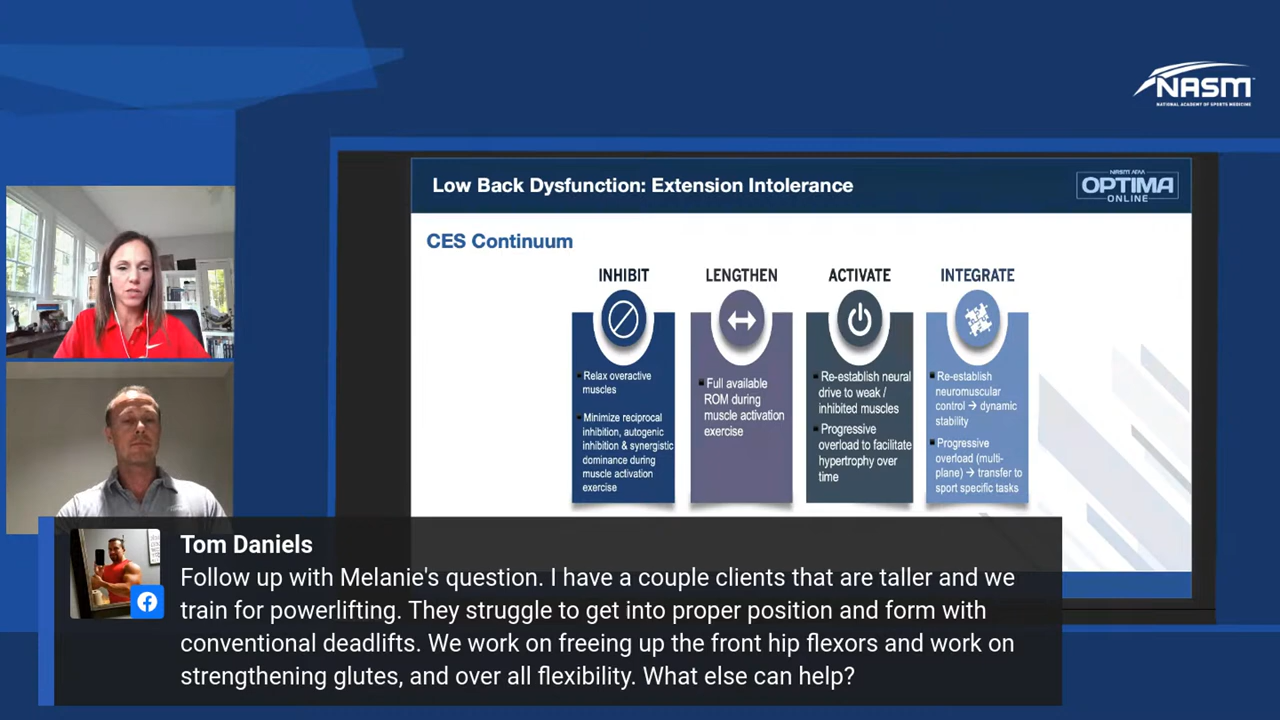 NASM
NATIONAL ACADEMY OF SPORTS MEDICINE
Low Back Dysfunction: Extension Intolerance
NASM AFAA
OPTIMA
ONLINE
CES Continuum
INHIBIT
Relax overactive
muscles
Minimize reciprocal
inhibition, autogenic
inhibition & synergistic
dominance during
muscle activation
exercise
LENGTHEN
Full available
ROM during
muscle activation
exercise
ACTIVATE
Re-establish neural
drive to weak /
inhibited muscles
Progressive
overload to facilitate
hypertrophy over
time
INTEGRATE
Re-establish
neuromuscular
control → dynamic
stability
Progressive
overload (multi-
plane) → transfer to
sport specific tasks
Tom Daniels
Follow up with Melanie's question. I have a couple clients that are taller and we
train for powerlifting. They struggle to get into proper position and form with
conventional deadlifts. We work on freeing up the front hip flexors and work on
strengthening glutes, and over all flexibility. What else can help?